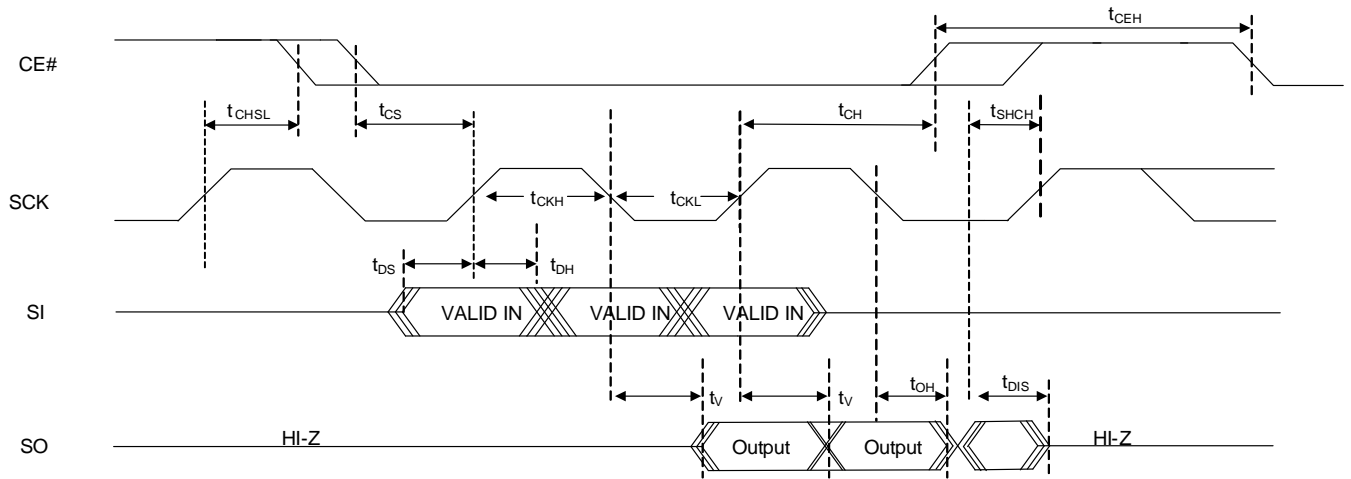 tCEH
CE#
tCHSL
tCS
tCH
tSHCH
SCK
tCKH
tCKL
tDS
tDH
SI
VALID IN
VALID IN
VALID IN
tV
tV
tOH
tDIS
SO
HI-Z
Output
Output
HI-Z